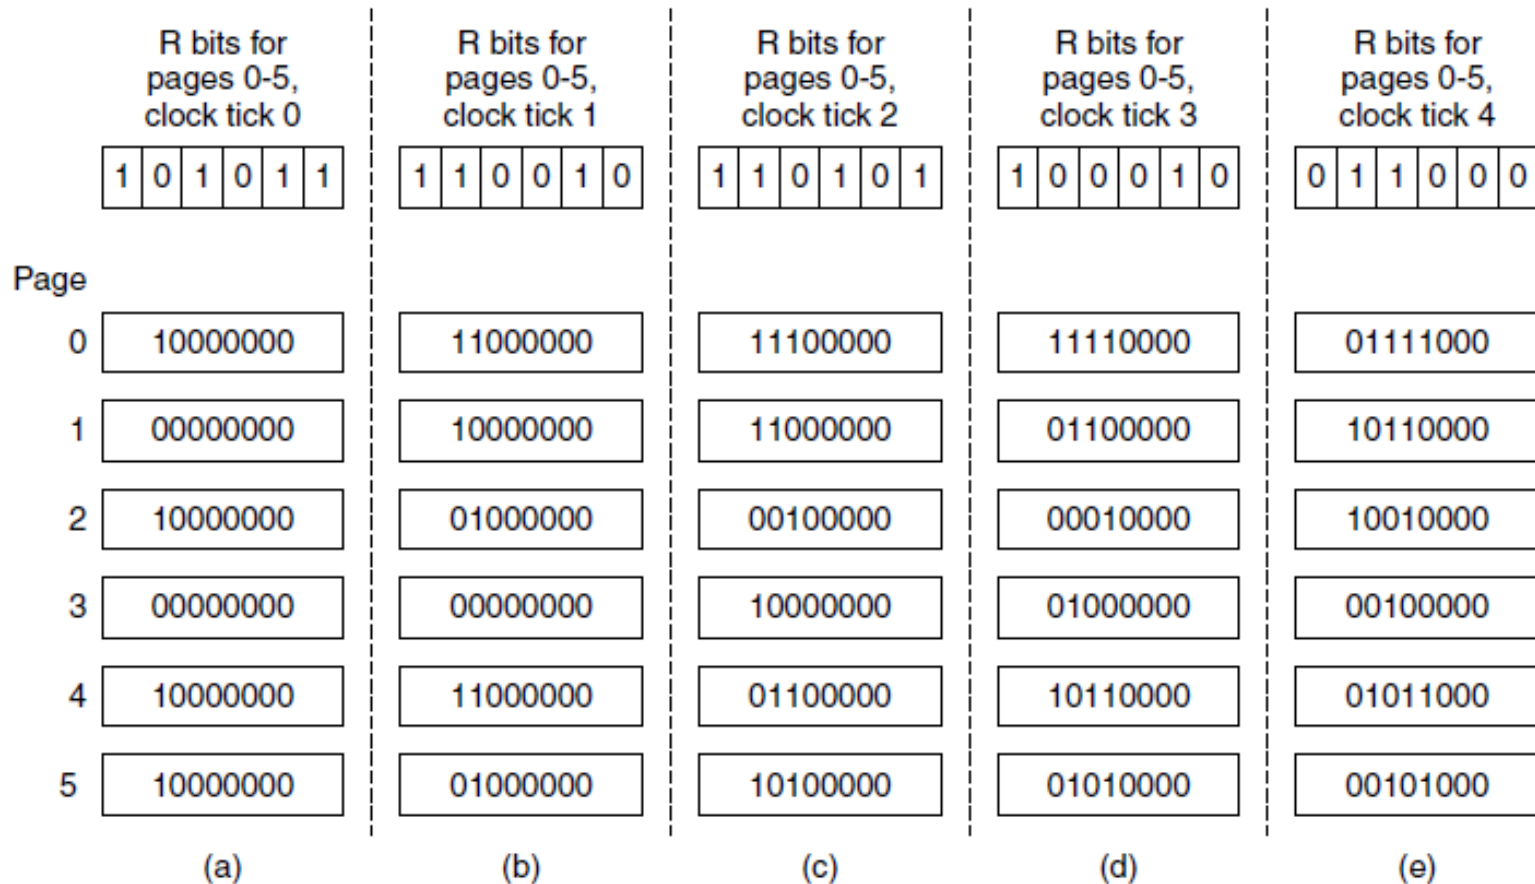 R bits for
pages 0-5,
clock tick 0
R bits for
pages 0-5,
clock tick 1
R bits for
pages 0-5,
clock tick 2
R bits for
pages 0-5,
clock tick 3
R bits for
pages 0-5,
clock tick 4
1 0 1 0 1 1
1 1 0 0 1 0
1 1 0 1 0 1
1 0 0 0 1 0
0 1 1 0 0 0
Page
0 10000000 11000000 11100000 11110000 01111000
1 00000000 10000000 11000000 01100000 10110000
2 10000000 01000000 00100000 00010000 10010000
3 00000000 00000000 10000000 01000000 00100000
4 10000000 11000000 01100000 10110000 01011000
5 10000000 01000000 10100000 01010000 00101000
(a) (b) (c) (d) (e)